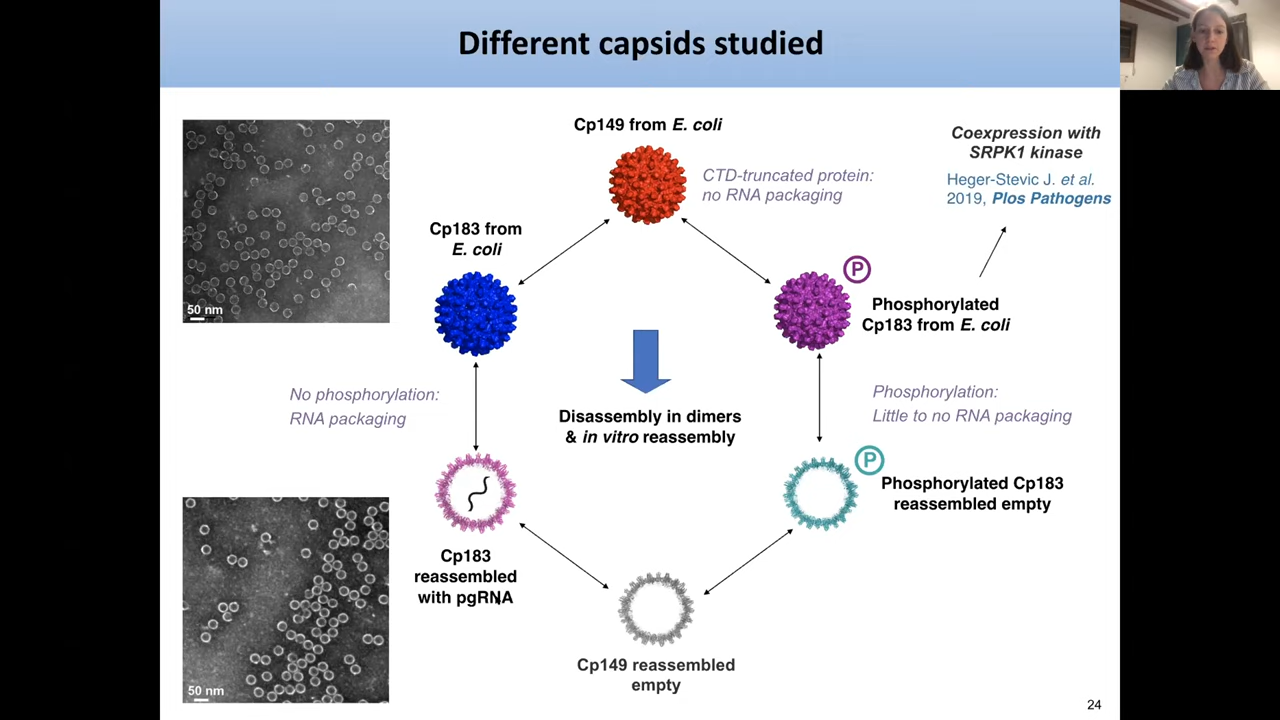 Different capsids studied
Cp149 from E. coli
CTD-truncated protein:
no RNA packaging
Coexpression with
SRPK1 kinase
Heger-Stevic J. et al.
2019, Plos Pathogens
Cp183 from
E. coli
P
Phosphorylated
Cp183 from E. coli
50 nm
No phosphorylation:
RNA packaging
Disassembly in dimers
& in vitro reassembly
Phosphorylation:
Little to no RNA packaging
P
Phosphorylated Cp183
reassembled empty
Cp183
reassembled
with pgRNA
Cp149 reassembled
empty
50 nm
24